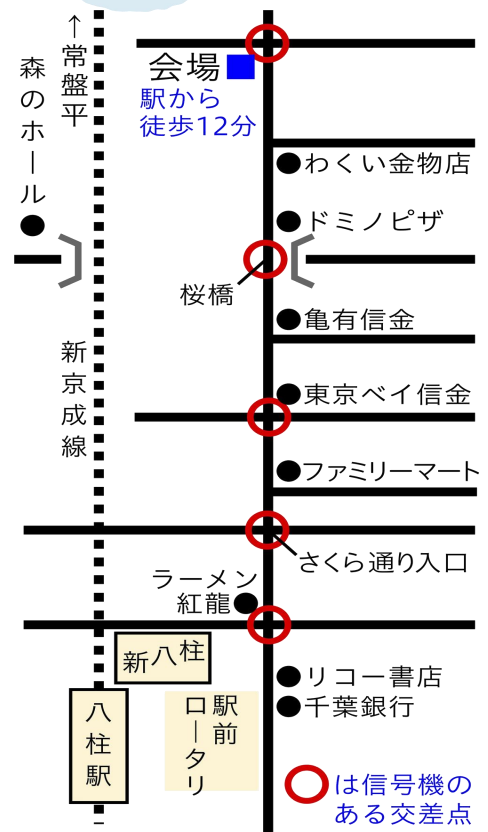 ↑常盤平
森のホール
会場
駅から
徒歩12分
わくい金物店
ドミノピザ
桜橋
亀有信金
新京成線
東京ベイ信金
ファミリーマート
さくら通り入口
ラーメン
紅龍
新八柱
八柱駅
駅前
ロータリ
リコー書店
千葉銀行
は信号機の
ある交差点